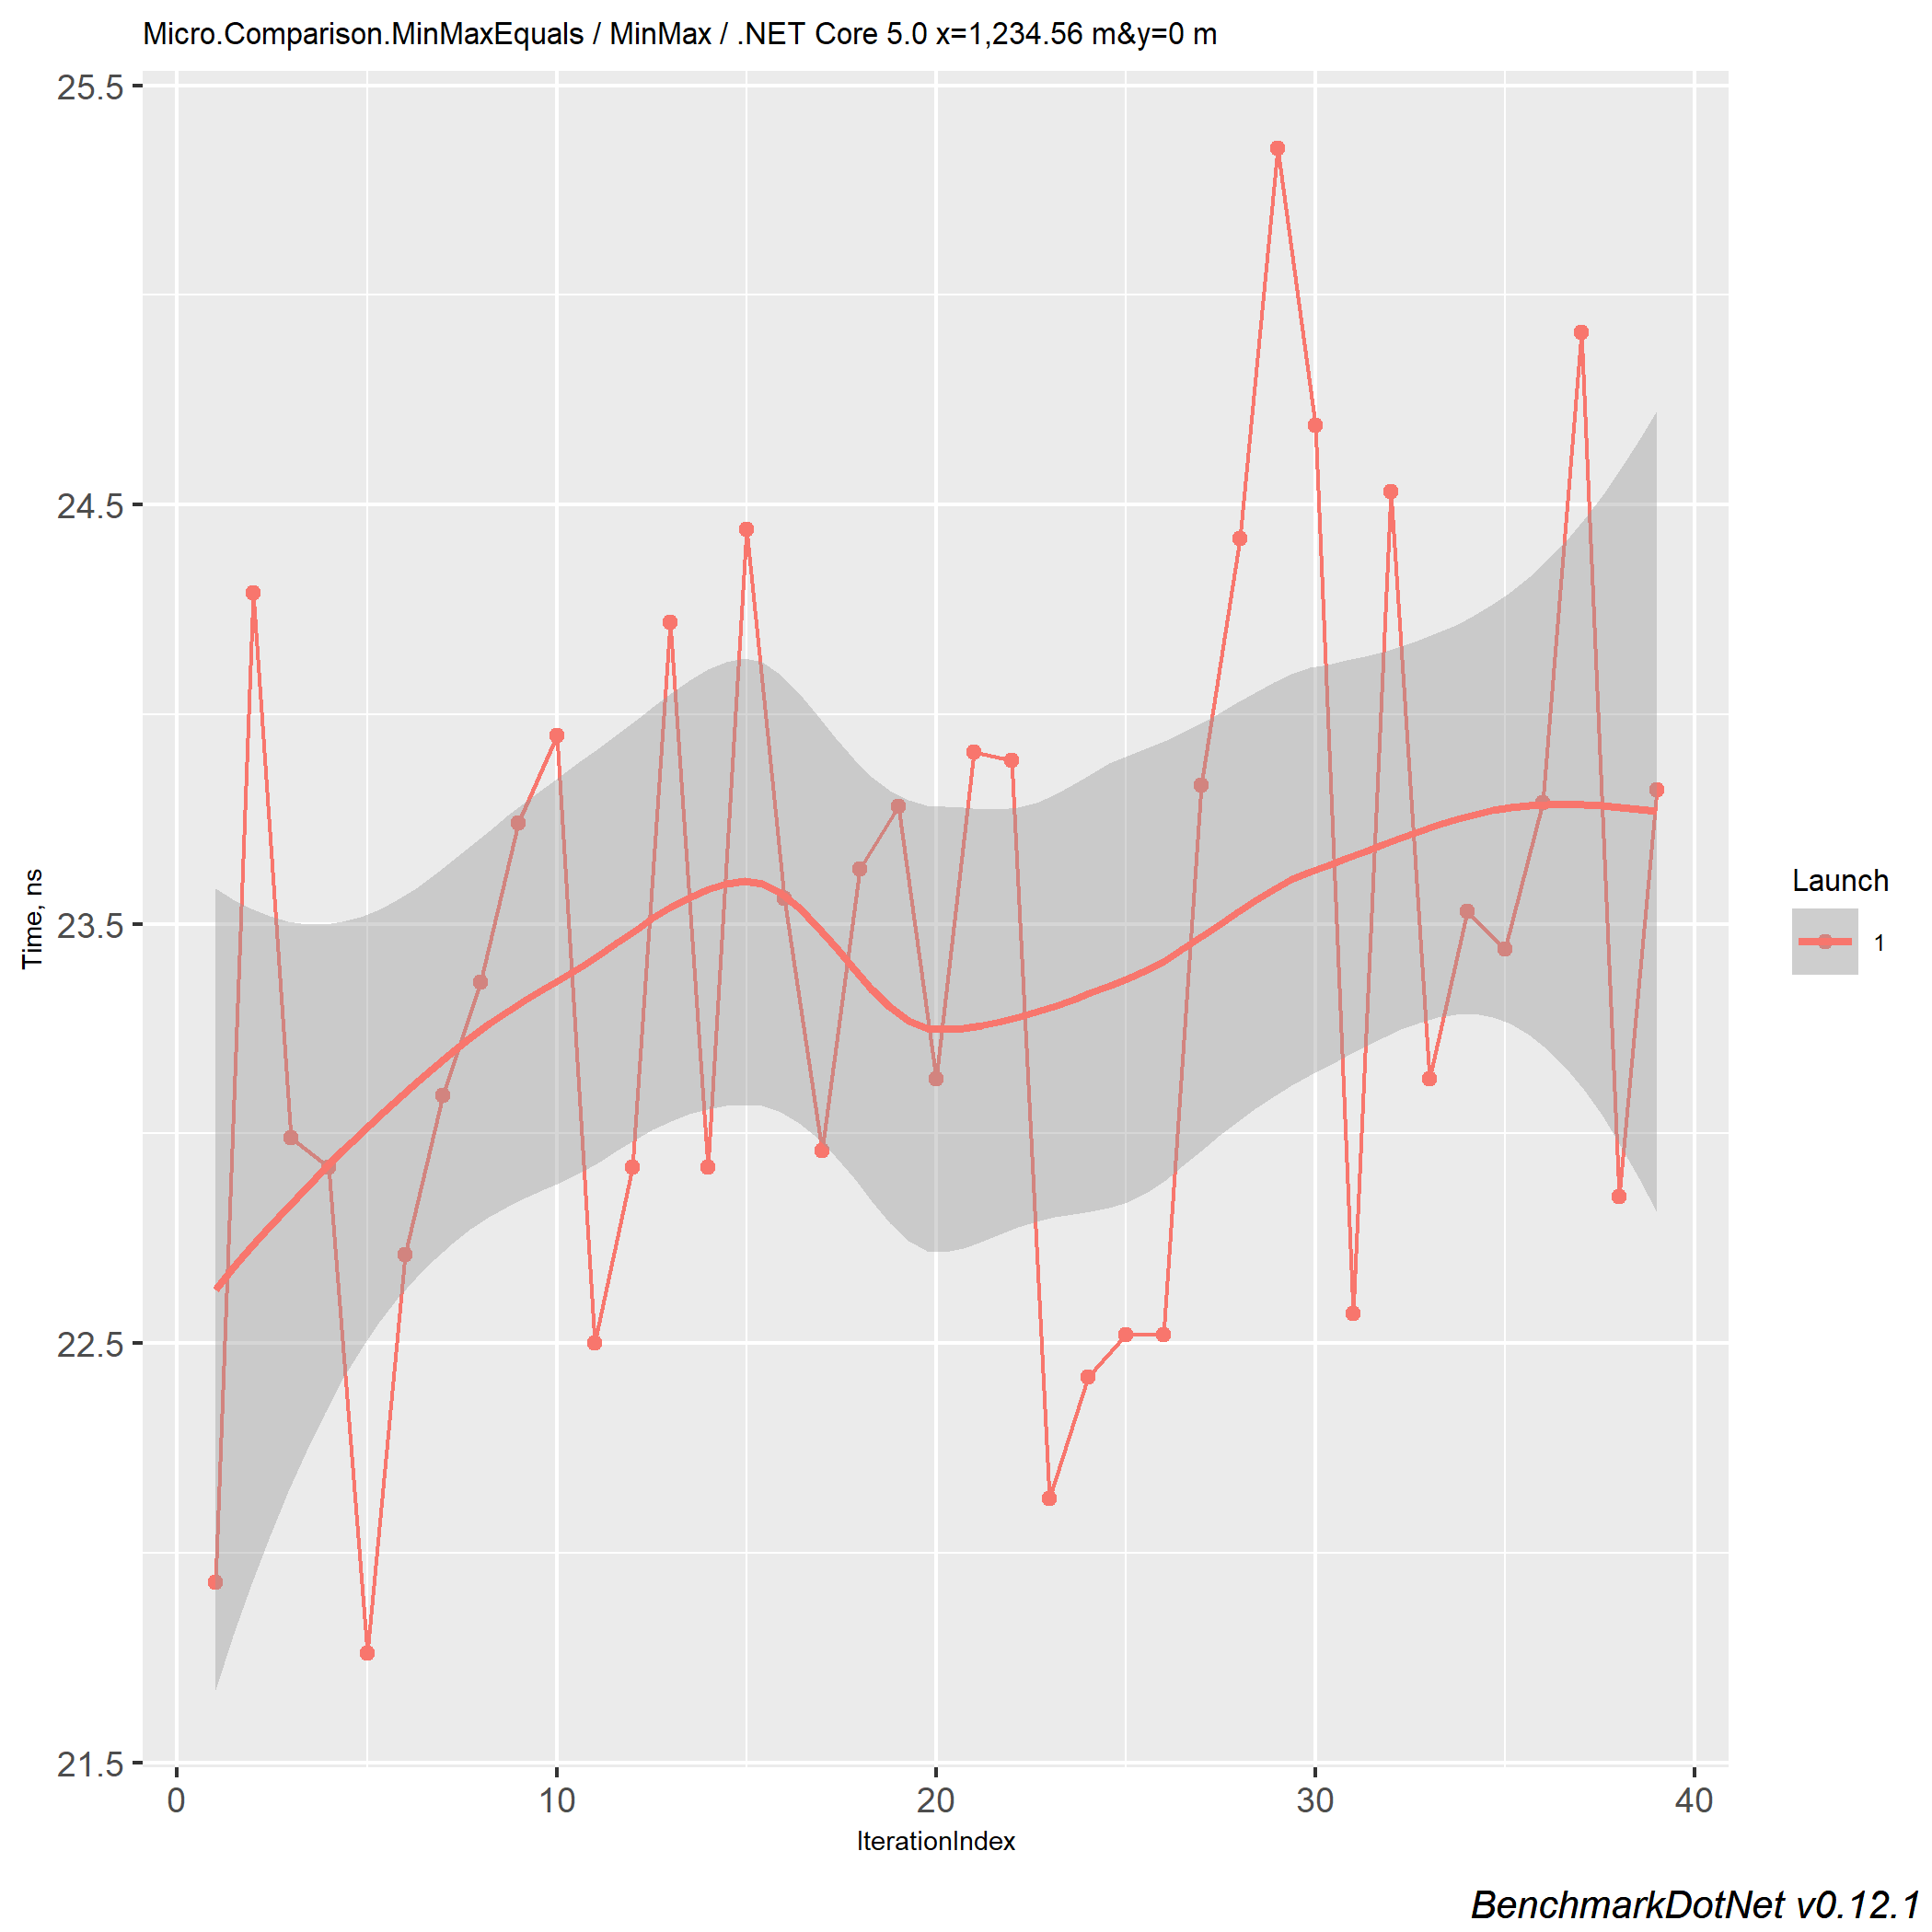 Micro.Comparison.MinMaxEquals / MinMax / .NET Core 5.0 x=1,234.56 m&y=0 m
25.5
24.5
23.5
22.5
21.5
Time, ns
0 10 20 30 40
IterationIndex
Launch
1
BenchmarkDotNet v0.12.1